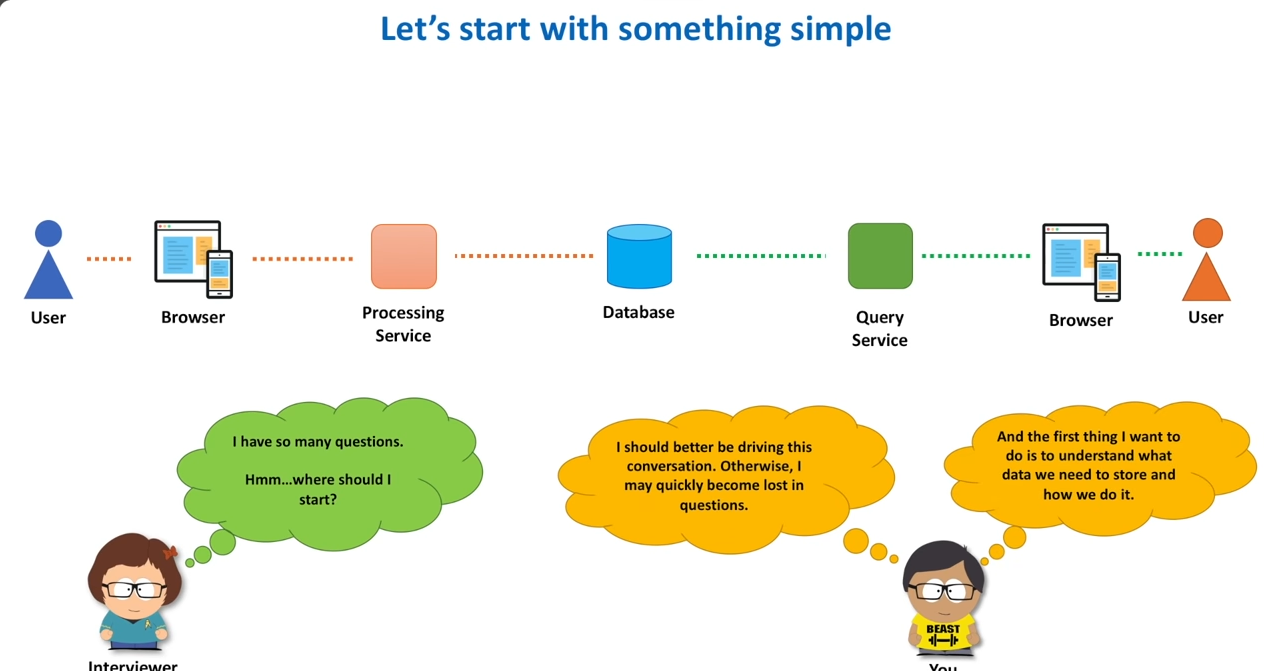 Let’s start with something simple
User
Browser
Processing
Service
Database
Query
Service
Browser
User
I have so many questions.
Hmm…where should I
start?
I should better be driving this
conversation. Otherwise, I
may quickly become lost in
questions.
And the first thing I want to
do is to understand what
data we need to store and
how we do it.
BEAST
Interviewer
You